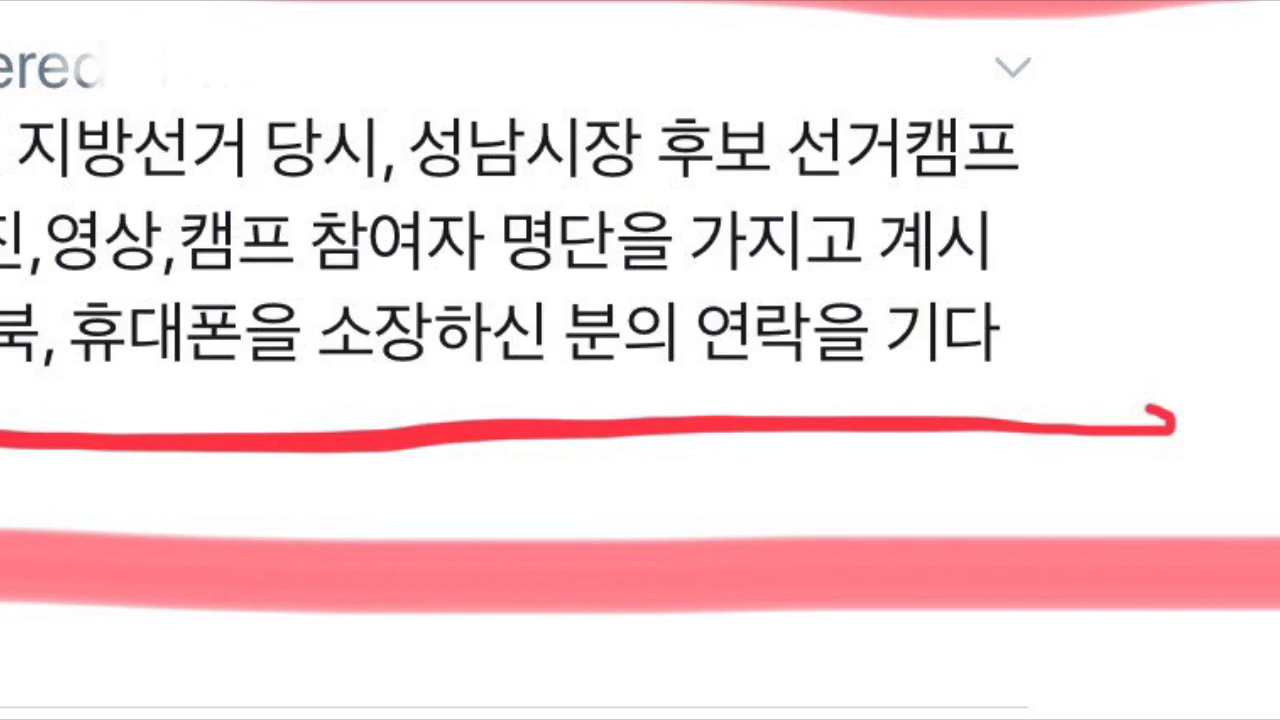 ered
지방선거 당시, 성남시장 후보 선거캠프
진,영상,캠프 참여자 명단을 가지고 계시
북, 휴대폰을 소장하신 분의 연락을 기다